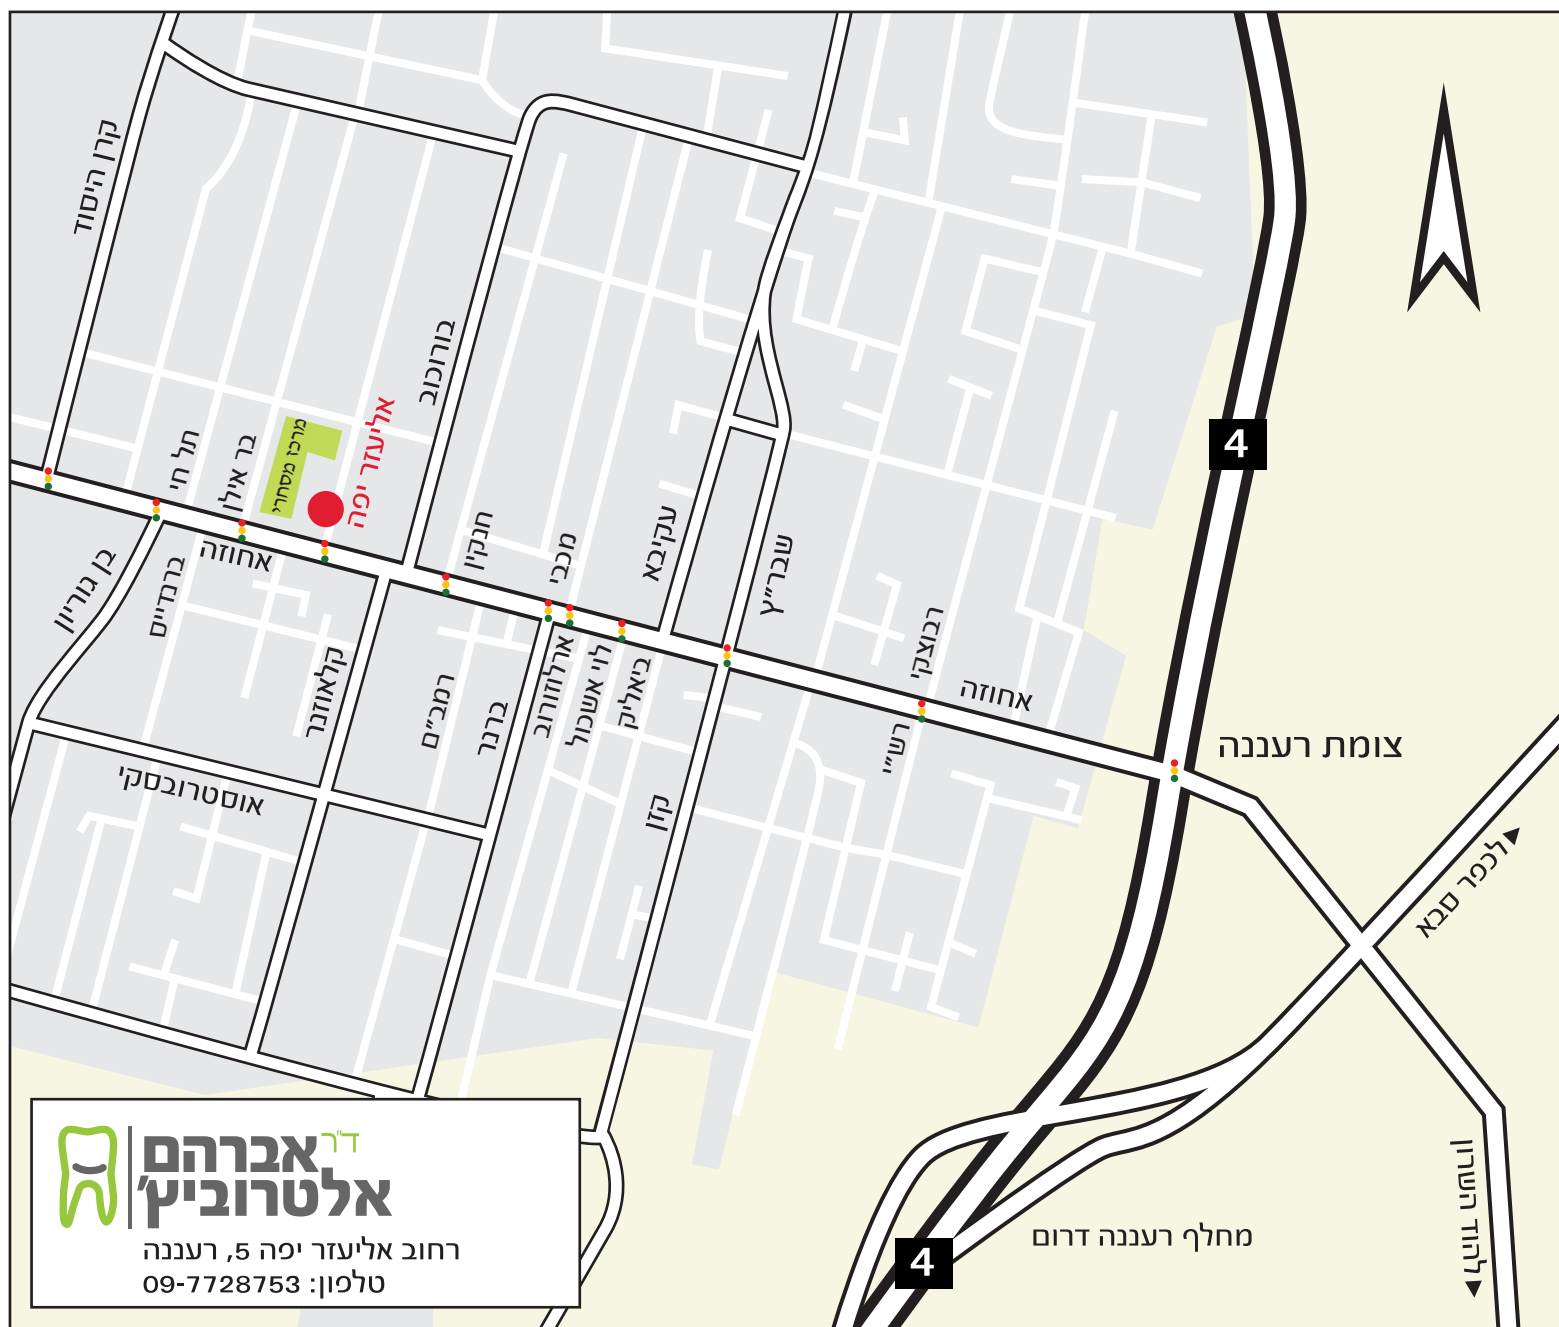 קרן היסוד
בורוכוב
אליעזר יפה
מרכז מסחרי
תל חי
בר אילן
אחוזה
חנקין
מכבי
עקיבא
שבר״ץ
בן גוריון
ברנדייס
קלאוזנר
רמב״ם
ברנר
ארלוזורוב
לוי אשכול
ביאליק
רבוצקי
אחוזה
רש״י
אוסטרובסקי
קזן
4
צומת רעננה
לכפר סבא
להוד השרון
מחלף רעננה דרום
4
ד״ר אברהם
אלטרוביץ׳
רחוב אליעזר יפה 5, רעננה
טלפון: 09-7728753